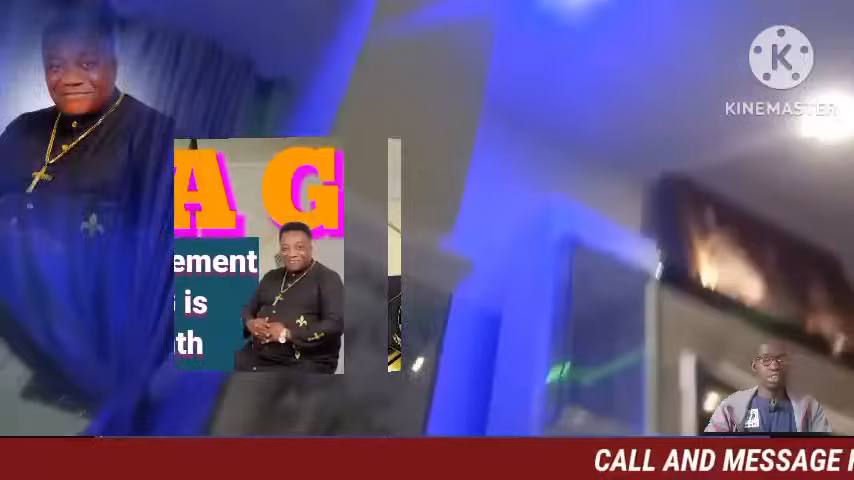 KINEMASTER
A G
ement
is
th
CALL AND MESSAGE